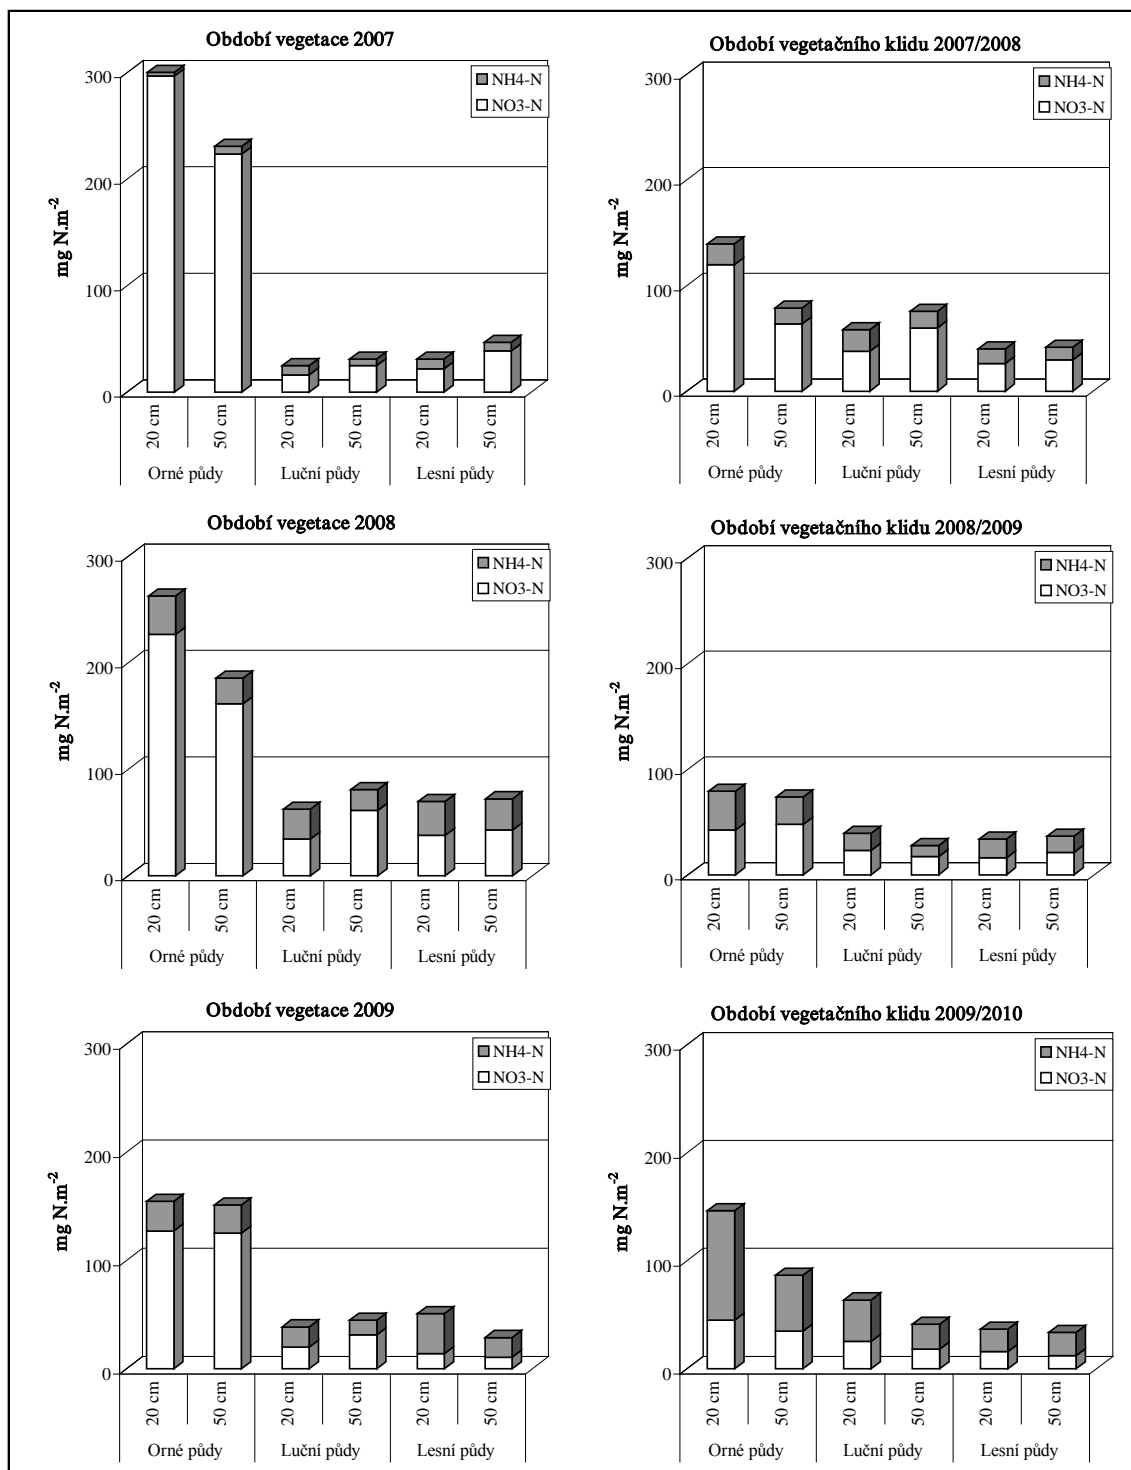 Období vegetace 2007
NH4-N
NO3-N
300
200
100
0
mg N.m-2
20 cm
50 cm
20 cm
50 cm
20 cm
50 cm
Orné půdy
Luční půdy
Lesní půdy
Období vegetačního klidu 2007/2008
NH4-N
NO3-N
300
200
100
0
mg N.m-2
20 cm
50 cm
20 cm
50 cm
20 cm
50 cm
Orné půdy
Luční půdy
Lesní půdy
Období vegetace 2008
NH4-N
NO3-N
300
200
100
0
mg N.m-2
20 cm
50 cm
20 cm
50 cm
20 cm
50 cm
Orné půdy
Luční půdy
Lesní půdy
Období vegetačního klidu 2008/2009
NH4-N
NO3-N
300
200
100
0
mg N.m-2
20 cm
50 cm
20 cm
50 cm
20 cm
50 cm
Orné půdy
Luční půdy
Lesní půdy
Období vegetace 2009
NH4-N
NO3-N
300
200
100
0
mg N.m-2
20 cm
50 cm
20 cm
50 cm
20 cm
50 cm
Orné půdy
Luční půdy
Lesní půdy
Období vegetačního klidu 2009/2010
NH4-N
NO3-N
300
200
100
0
mg N.m-2
20 cm
50 cm
20 cm
50 cm
20 cm
50 cm
Orné půdy
Luční půdy
Lesní půdy